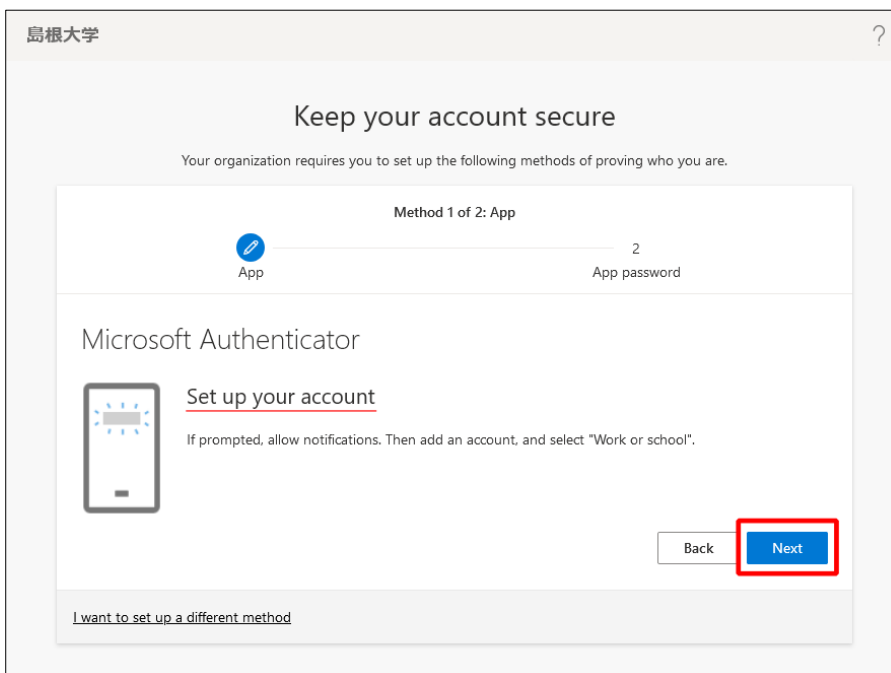 島根大学
?
Keep your account secure
Your organization requires you to set up the following methods of proving who you are.
Method 1 of 2: App
2
App
App password
Microsoft Authenticator
Set up your account
If prompted, allow notifications. Then add an account, and select "Work or school".
Back
Next
I want to set up a different method